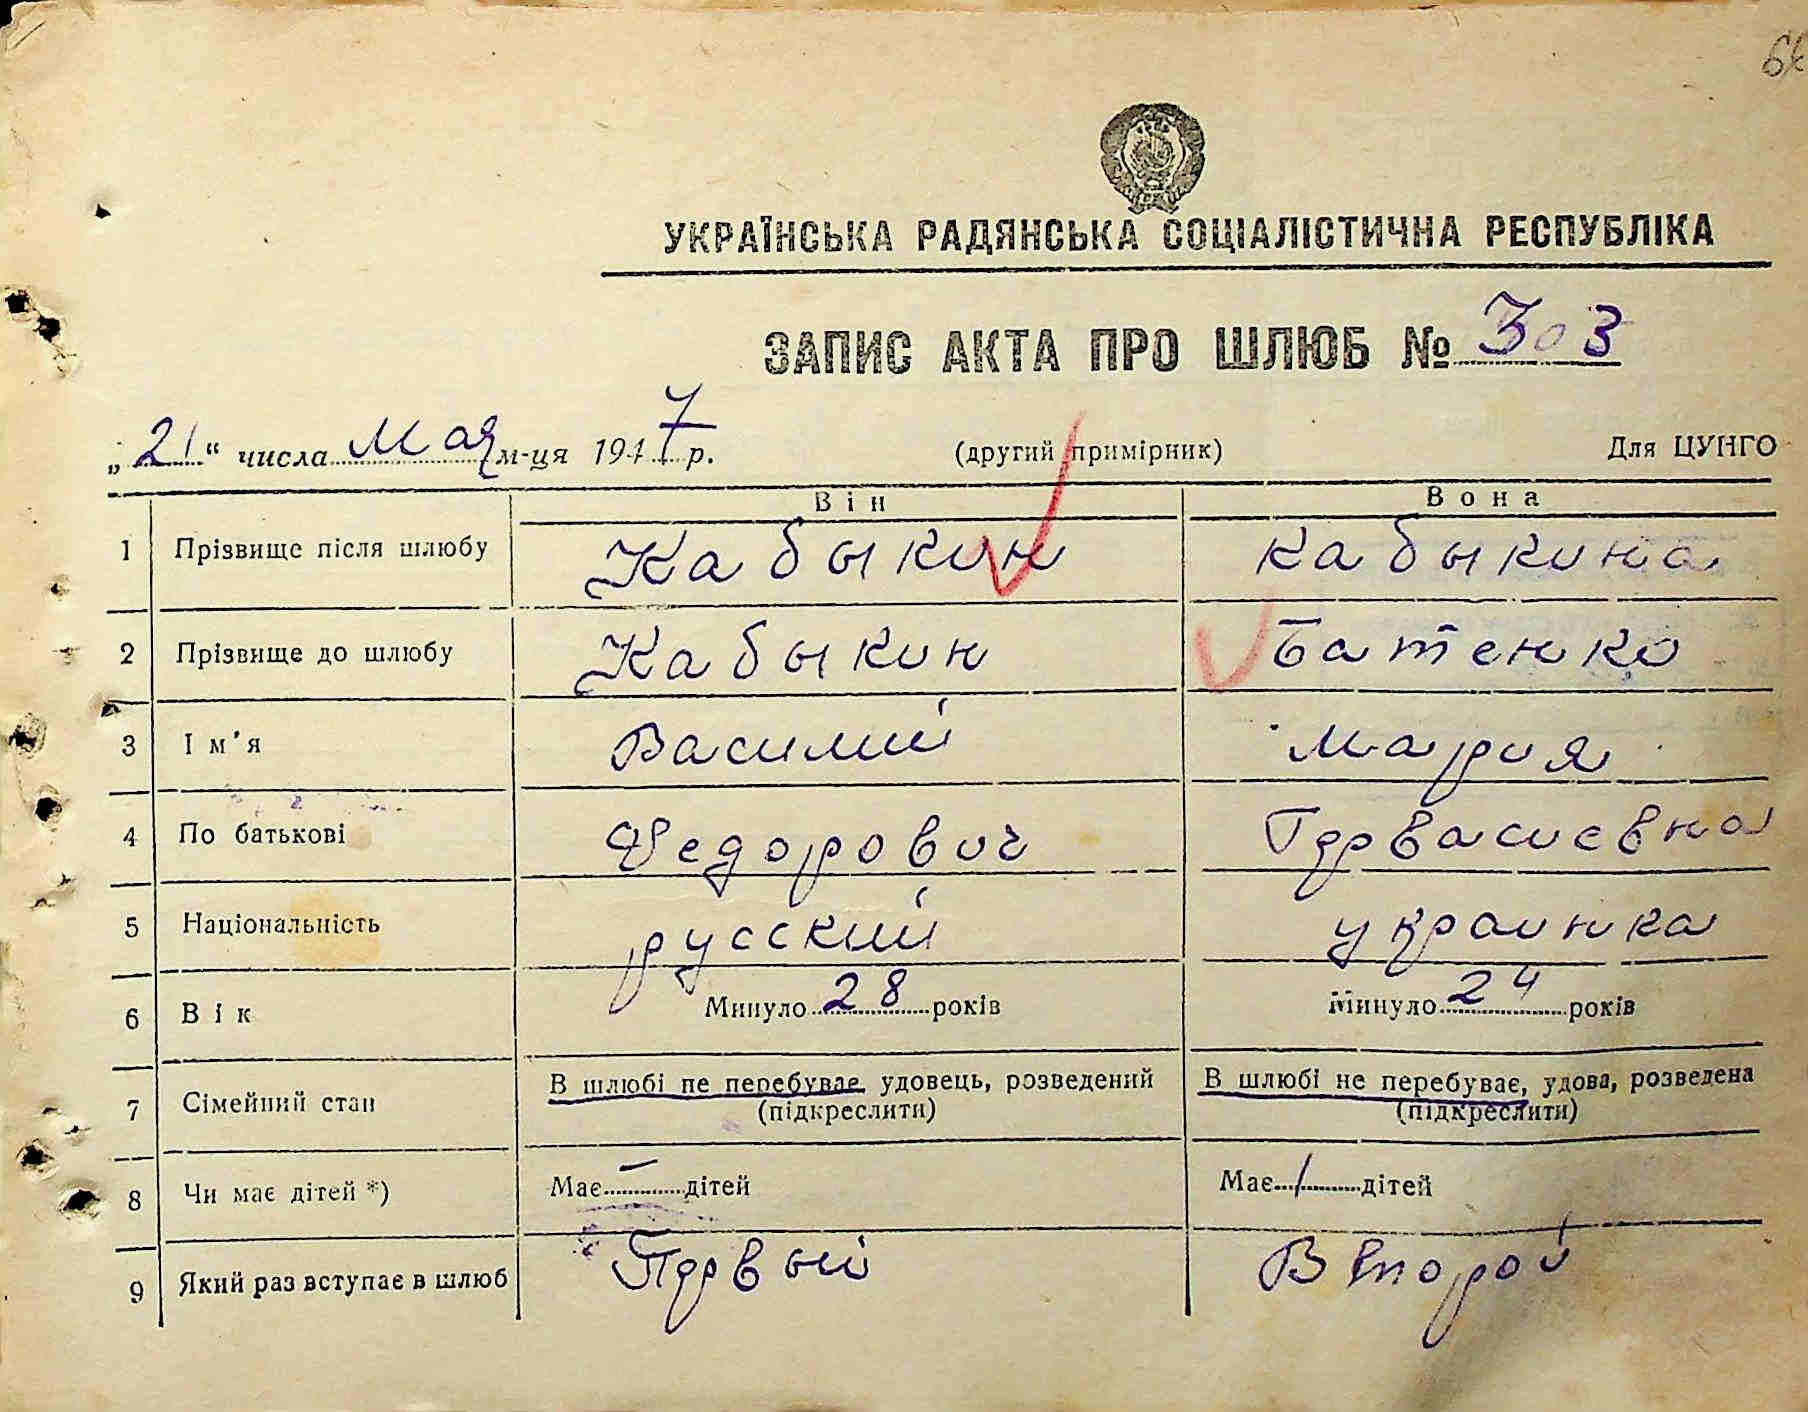 УКРАЇНСЬКА РАДЯНСЬКА СОЦІАЛІСТИЧНА РЕСПУБЛІКА
ЗАПИС АКТА ПРО ШЛЮБ № 303
„21“ числа Мая м-ця 1947 р. (другий примірник) Для ЦУНГО
Він Вона
1 Прізвище після шлюбу Кабыкин Кабыкина
2 Прізвище до шлюбу Кабыкин Батенко
3 Ім'я Василий Мария
4 По батькові Федорович Гервасиевна
5 Національність русский украинка
6 Вік Минуло 28 років Минуло 24 років
7 Сімейний стан В шлюбі не перебуває, удовець, розведений В шлюбі не перебуває, удова, розведена
(підкреслити) (підкреслити)
8 Чи має дітей *) Має – дітей Має 1 дітей
9 Який раз вступає в шлюб Первый Второй